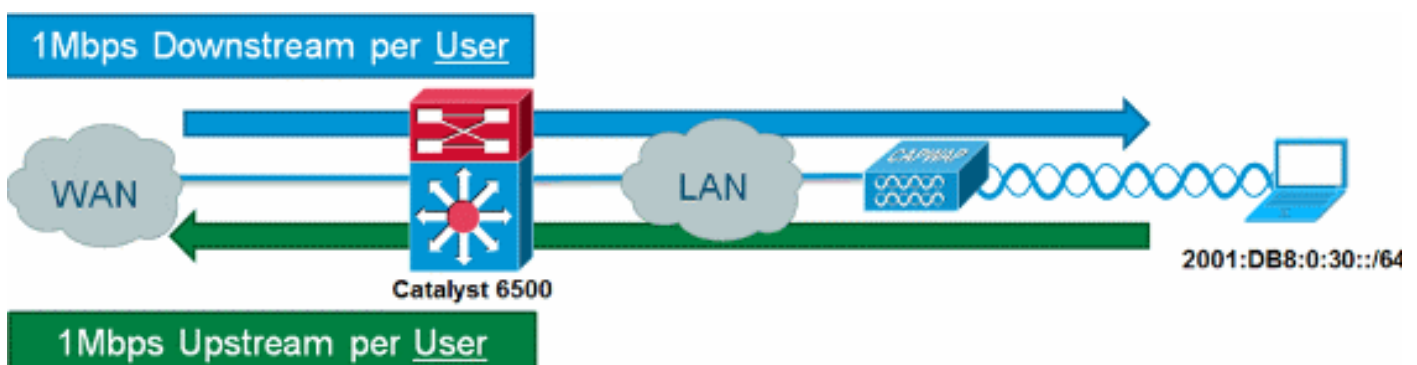 1Mbps Downstream per User
WAN
LAN
CAPWAP
2001:DB8:0:30::/64
Catalyst 6500
1Mbps Upstream per User